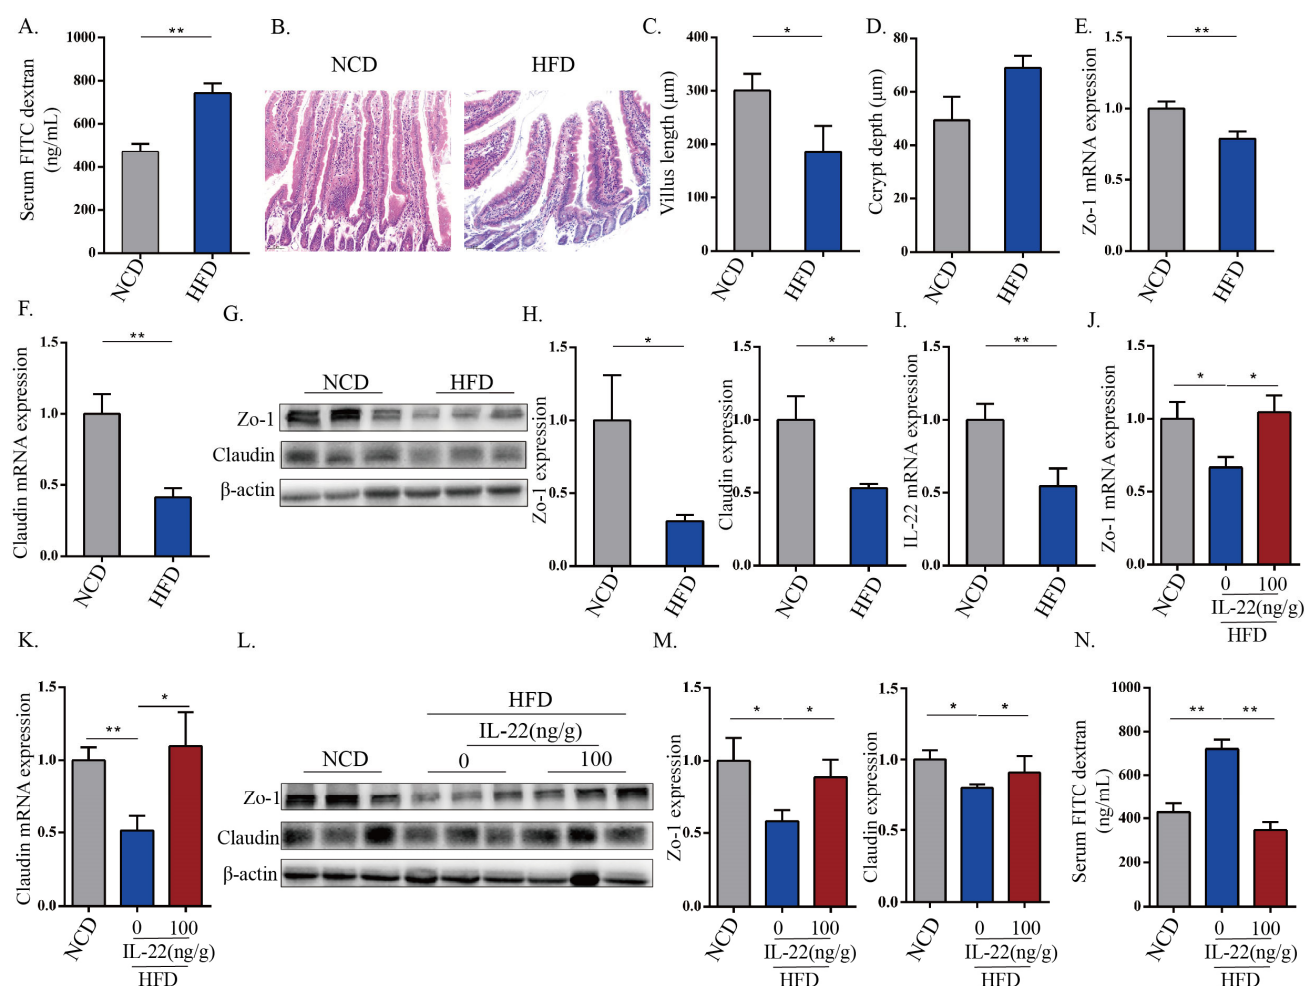 A.
Serum FITC dextran
(ng/mL)
1000
800
600
400
200
0
**
NCD
HFD
B.
NCD
HFD
C.
Villus length (μm)
400
300
200
100
0
*
NCD
HFD
D.
Ccrypt depth (μm)
80
60
40
20
0
NCD
HFD
E.
Zo-1 mRNA expression
1.5
1.0
0.5
0.0
**
NCD
HFD
F.
Claudin mRNA expression
1.5
1.0
0.5
0.0
**
NCD
HFD
G.
NCD
HFD
Zo-1
Claudin
β-actin
H.
Zo-1 expression
1.5
1.0
0.5
0.0
*
NCD
HFD
Claudin expression
1.5
1.0
0.5
0.0
*
NCD
HFD
I.
IL-22 mRNA expression
1.5
1.0
0.5
0.0
**
NCD
HFD
J.
Zo-1 mRNA expression
1.5
1.0
0.5
0.0
* *
NCD
0 100
IL-22(ng/g)
HFD
K.
Claudin mRNA expression
1.5
1.0
0.5
0.0
** *
NCD
0 100
IL-22(ng/g)
HFD
L.
HFD
IL-22(ng/g)
NCD 0 100
Zo-1
Claudin
β-actin
M.
Zo-1 expression
1.5
1.0
0.5
0.0
* *
NCD
0 100
IL-22(ng/g)
HFD
Claudin expression
1.5
1.0
0.5
0.0
* *
NCD
0 100
IL-22(ng/g)
HFD
N.
Serum FITC dextran
(ng/mL)
1000
800
600
400
200
0
** **
NCD
0 100
IL-22(ng/g)
HFD